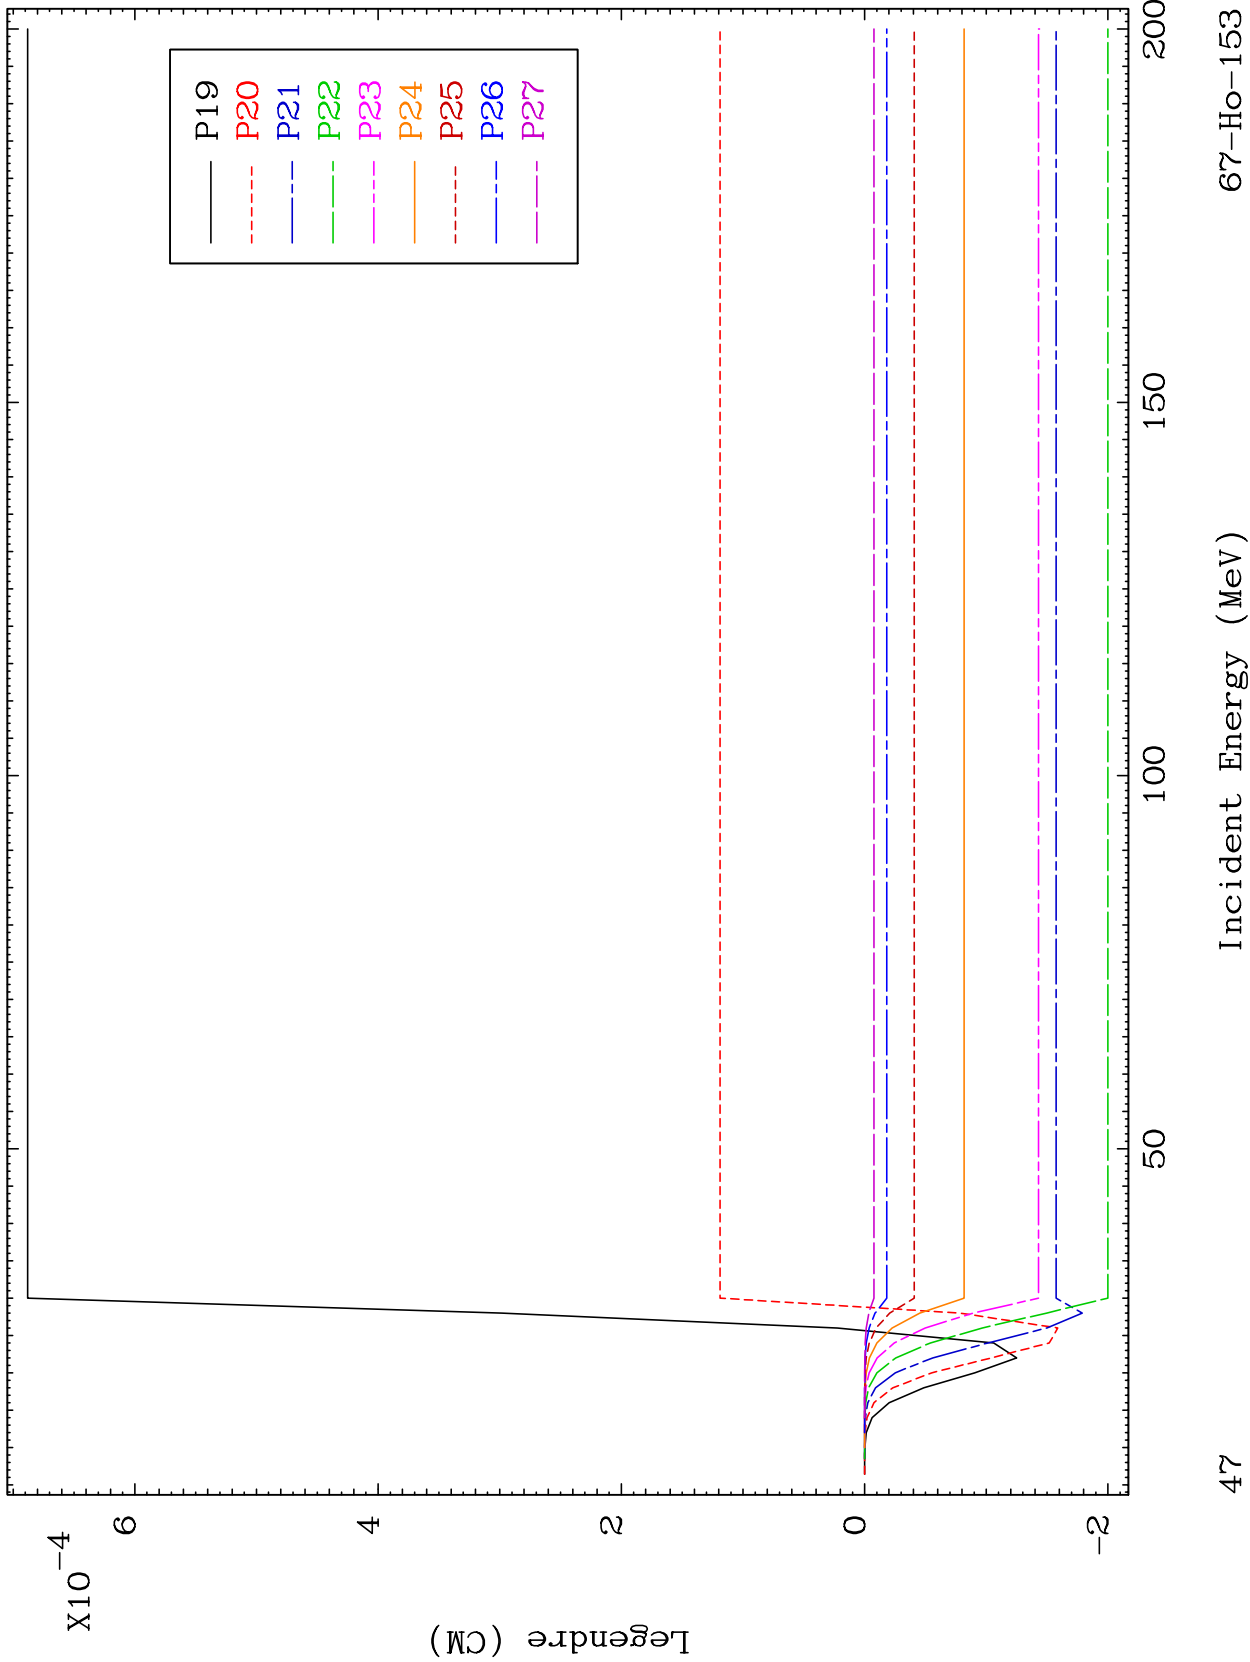 X10-4
6
4
2
0
-2
Legendre (CM)
P19
P20
P21
P22
P23
P24
P25
P26
P27
50
100
150
200
Incident Energy (MeV)
47
67-Ho-153